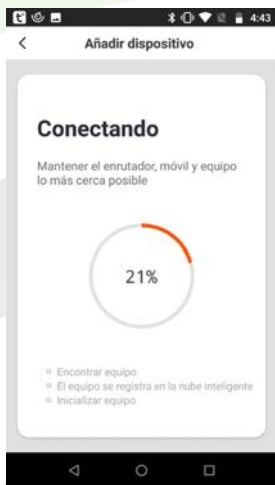 4:43
Añadir dispositivo
Conectando
Mantener el enrutador, móvil y equipo
lo más cerca posible
21%
Encontrar equipo
El equipo se registra en la nube inteligente
Inicializar equipo